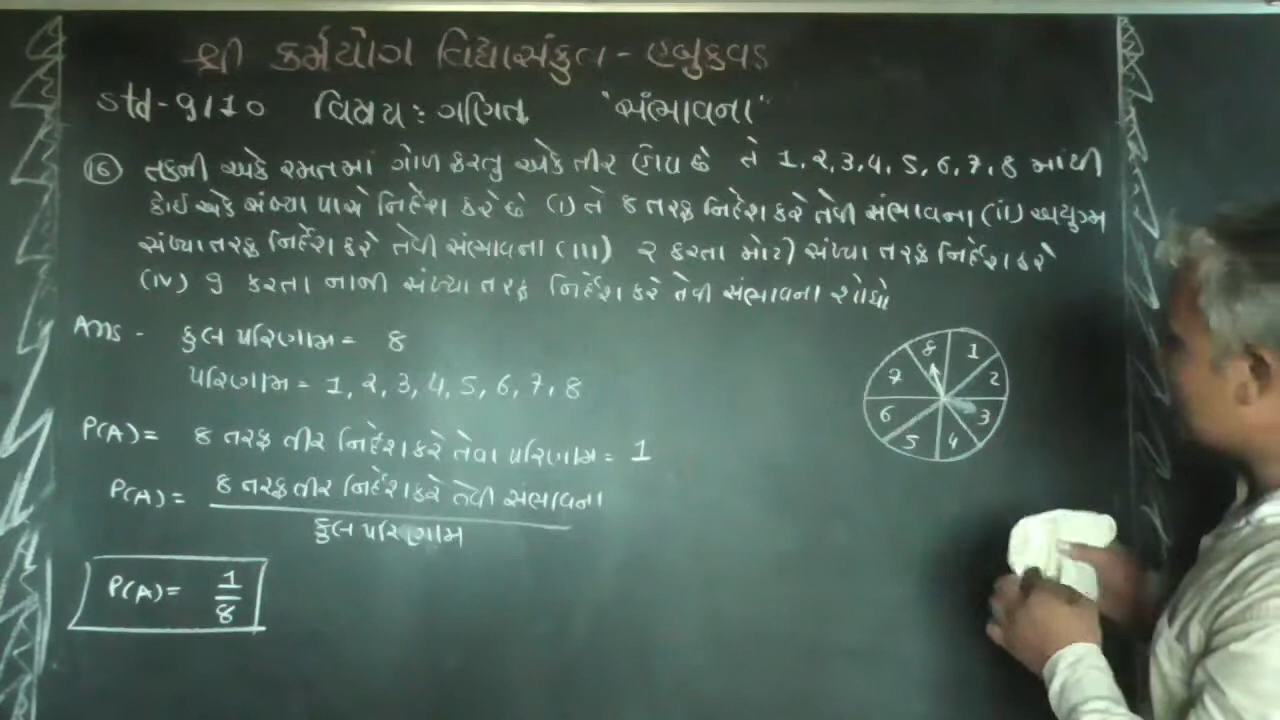 શ્રી કર્મયોગ વિદ્યાસંકુલ - હબુકવડ
Std - 9/10 વિષય : ગણિત "સંભાવના"
(16) તકની એક રમતમાં ગોળ ફરતુ એક તીર હોય છે તે 1, 2, 3, 4, 5, 6, 7, 8 માંથી
કોઈ એક સંખ્યા પાસે નિર્દેશ કરે છે (i) તે 8 તરફ નિર્દેશ કરે તેવી સંભાવના (ii) અયુગ્મ
સંખ્યા તરફ નિર્દેશ કરે તેવી સંભાવના (iii) ૨ કરતા મોટી સંખ્યા તરફ નિર્દેશ કરે
(iv) 9 કરતા નાની સંખ્યા તરફ નિર્દેશ કરે તેવી સંભાવના શોધો
Ans - કુલ પરિણામ = 8
પરિણામ = 1, 2, 3, 4, 5, 6, 7, 8
P(A) = 8 તરફ તીર નિર્દેશ કરે તેવા પરિણામ = 1
P(A) = 8 તરફ તીર નિર્દેશ કરે તેવી સંભાવના
કુલ પરિણામ
P(A) = 1
8
8 1
7 2
6 3
5 4